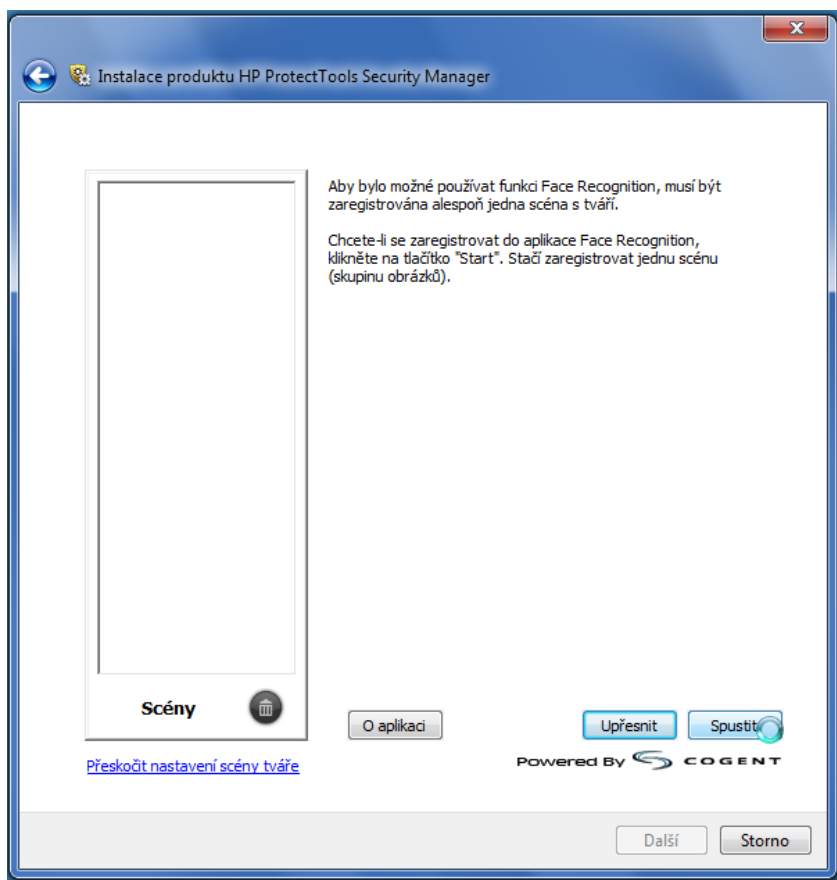 Instalace produktu HP ProtectTools Security Manager
Aby bylo možné používat funkci Face Recognition, musí být
zaregistrována alespoň jedna scéna s tváří.
Chcete-li se zaregistrovat do aplikace Face Recognition,
klikněte na tlačítko "Start". Stačí zaregistrovat jednu scénu
(skupinu obrázků).
Scény
O aplikaci
Upřesnit
Spustit
Přeskočit nastavení scény tváře
Powered By COGENT
Další
Storno